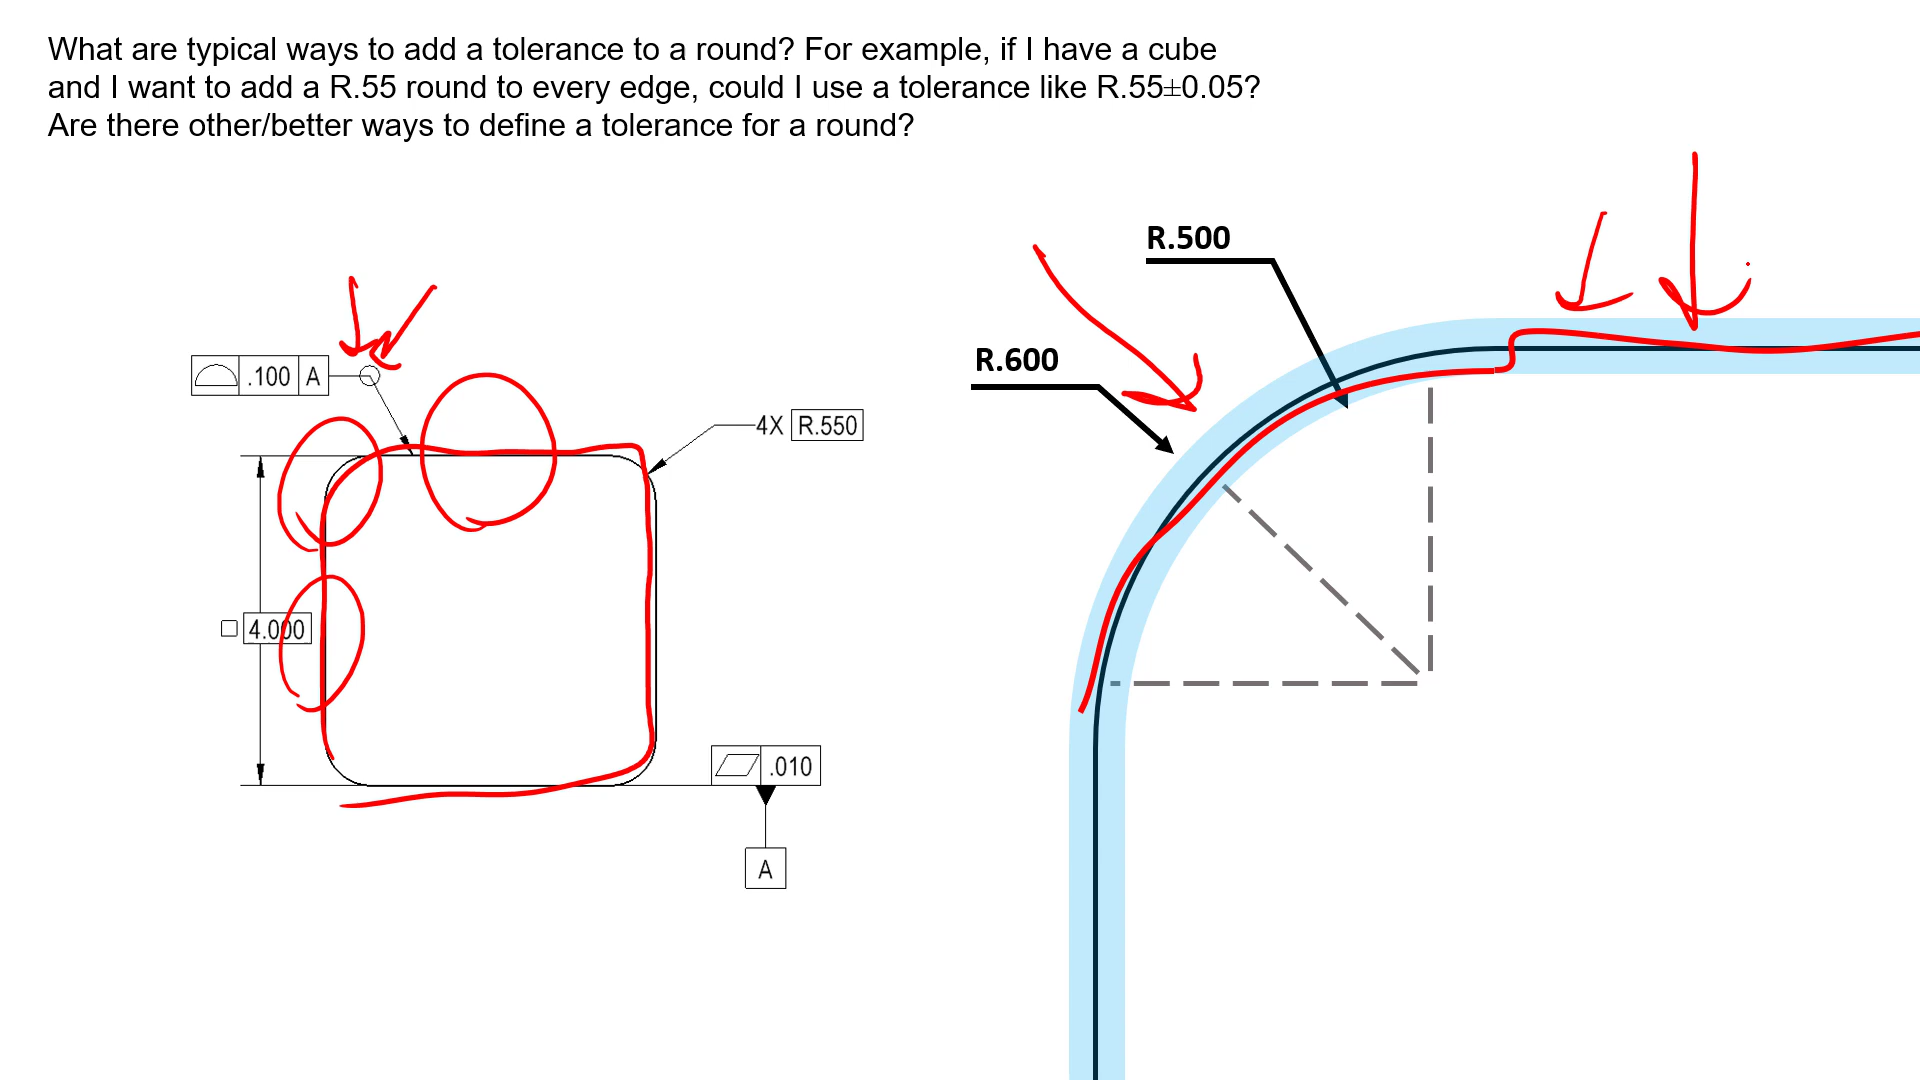 What are typical ways to add a tolerance to a round? For example, if I have a cube
and I want to add a R.55 round to every edge, could I use a tolerance like R.55±0.05?
Are there other/better ways to define a tolerance for a round?
R.500
R.600
.100 A
4X R.550
4.000
.010
A